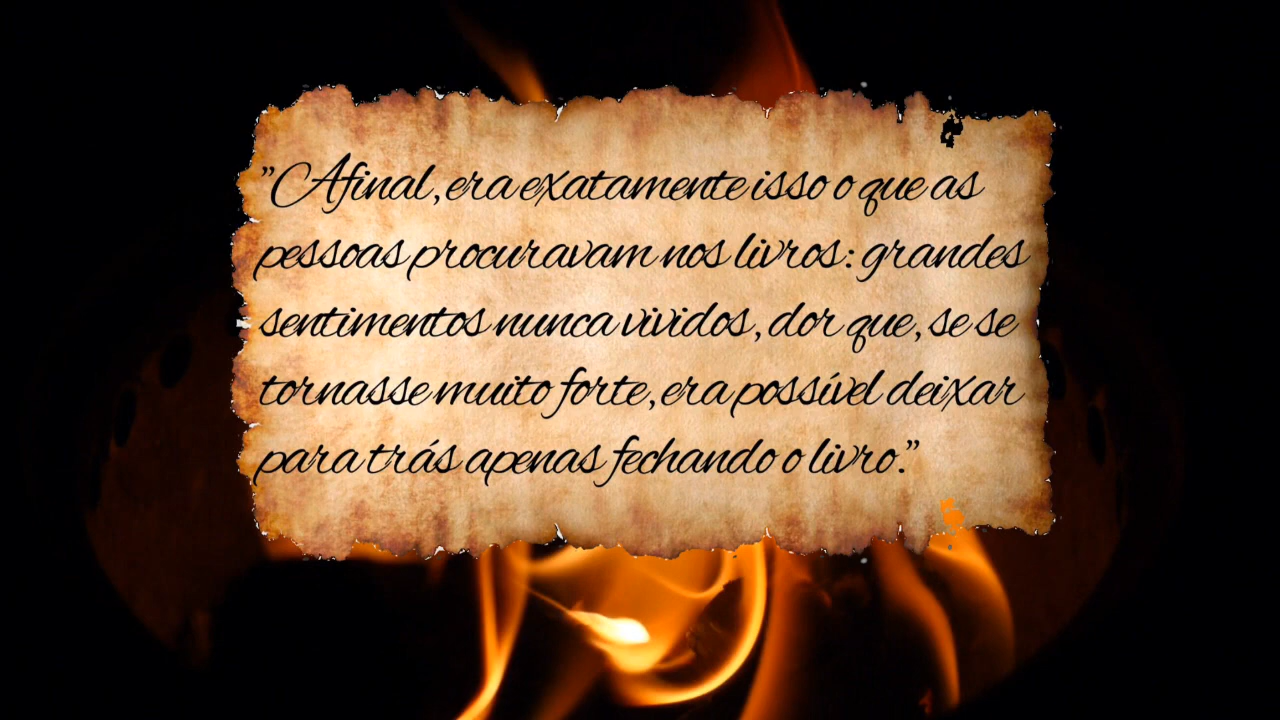 "Afinal, era exatamente isso o que as
pessoas procuravam nos livros: grandes
sentimentos nunca vividos, dor que, se se
tornasse muito forte, era possível deixar
para trás apenas fechando o livro."